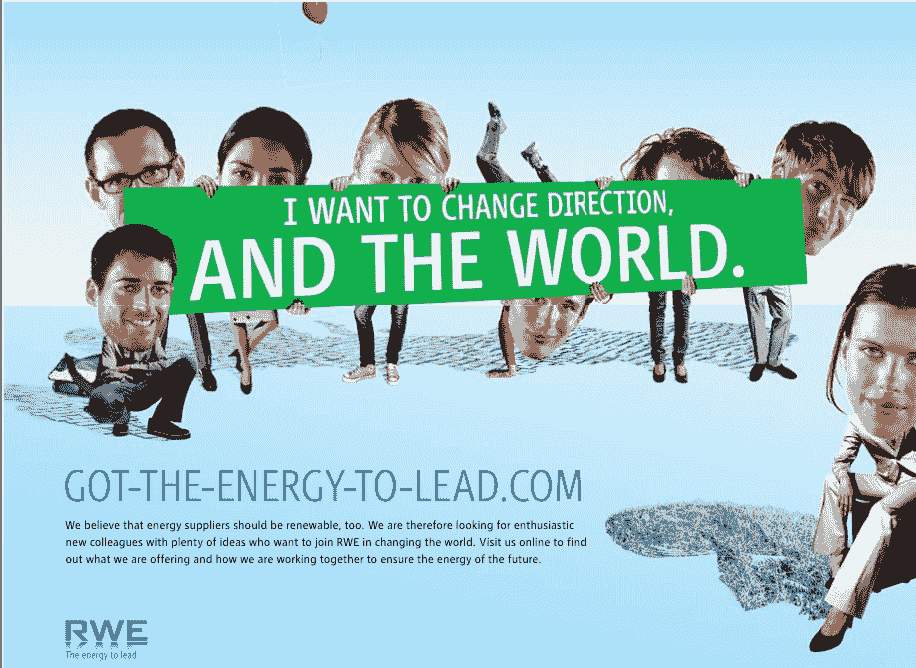 I WANT TO CHANGE DIRECTION,
AND THE WORLD.
GOT-THE-ENERGY-TO-LEAD.COM
We believe that energy suppliers should be renewable, too. We are therefore looking for enthusiastic
new colleagues with plenty of ideas who want to join RWE in changing the world. Visit us online to find
out what we are offering and how we are working together to ensure the energy of the future.
RWE
The energy to lead